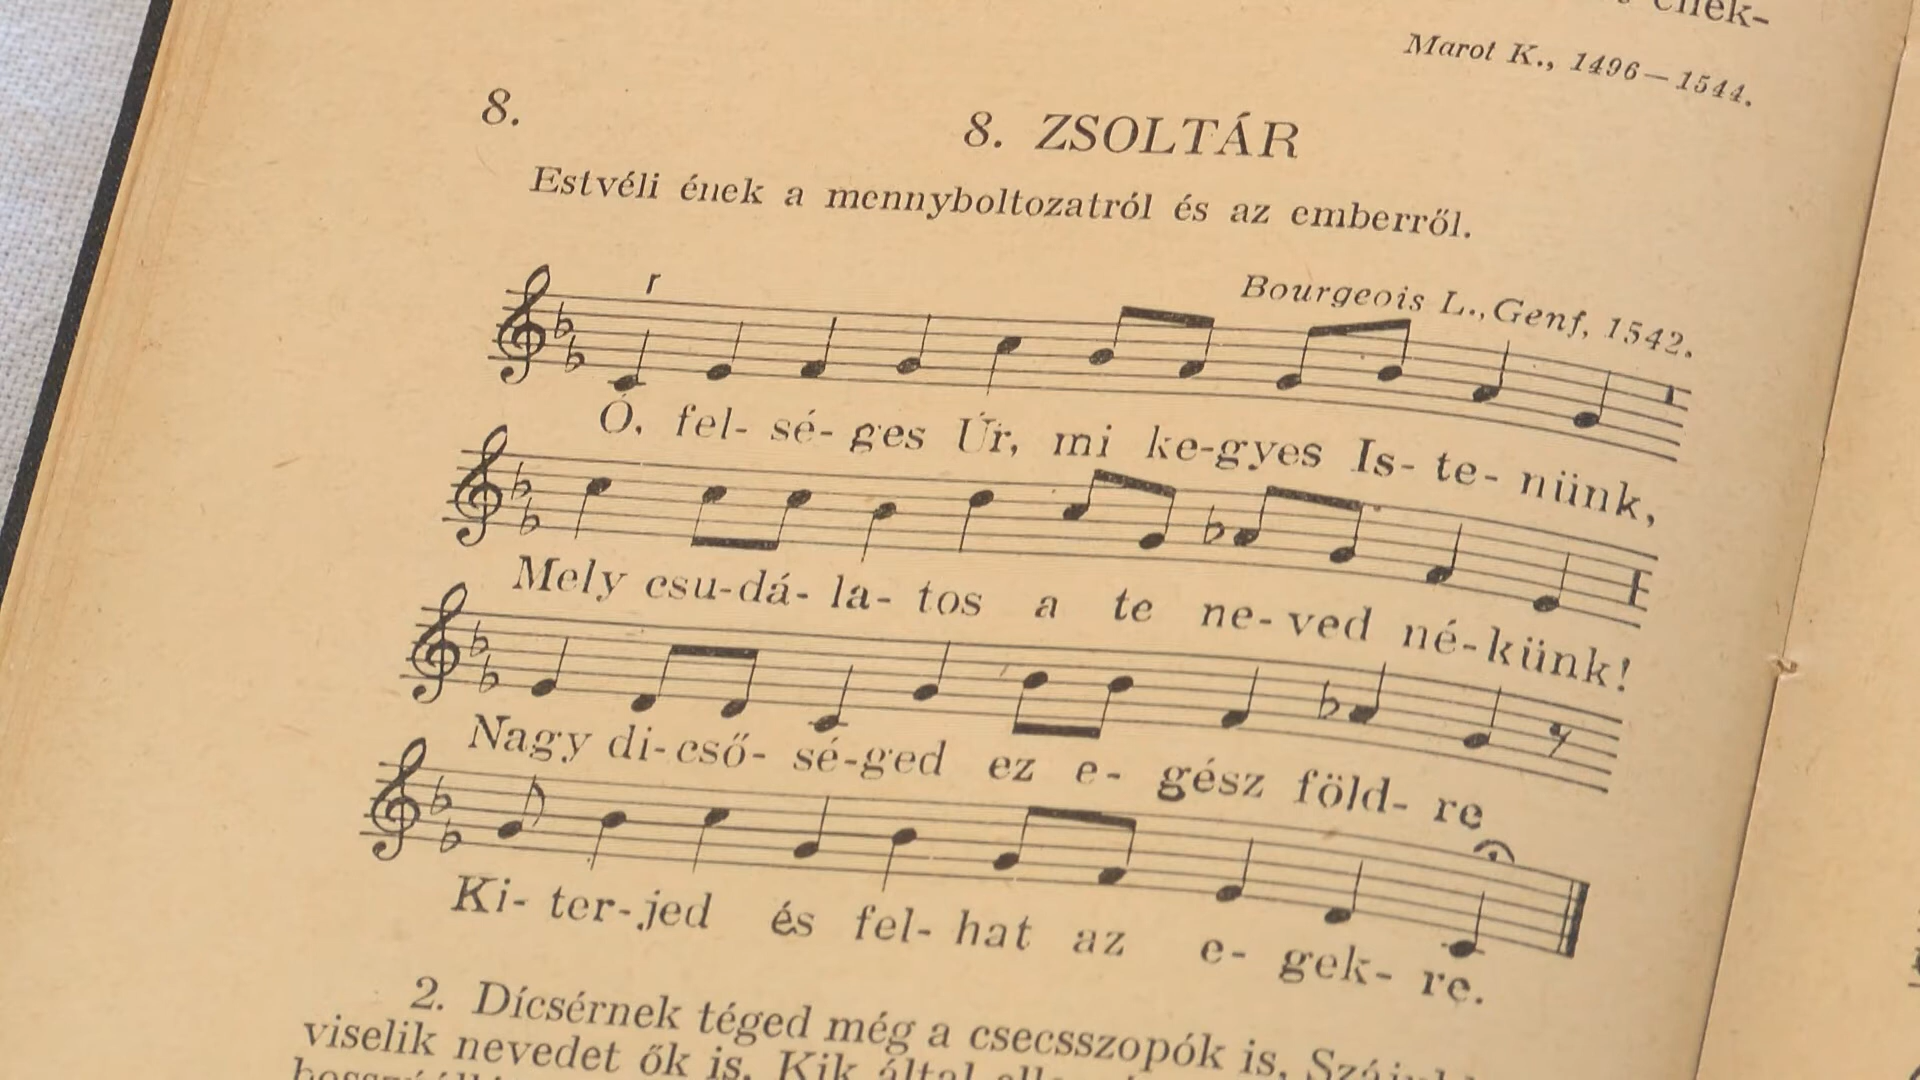 ének-
Marot K., 1496—1544.
8.
8. ZSOLTÁR
Estvéli ének a mennyboltozatról és az emberről.
Bourgeois L., Genf, 1542.
Ó, fel- sé- ges Úr, mi ke-gyes Is- te- nünk,
Mely csu-dá- la- tos a te ne- ved né-künk!
Nagy di-cső- sé-ged ez e- gész föld- re
Ki- ter-jed és fel- hat az e- gek- re.
2. Dícsérnek téged még a csecsszopók is,
viselik nevedet ők is. Kik által